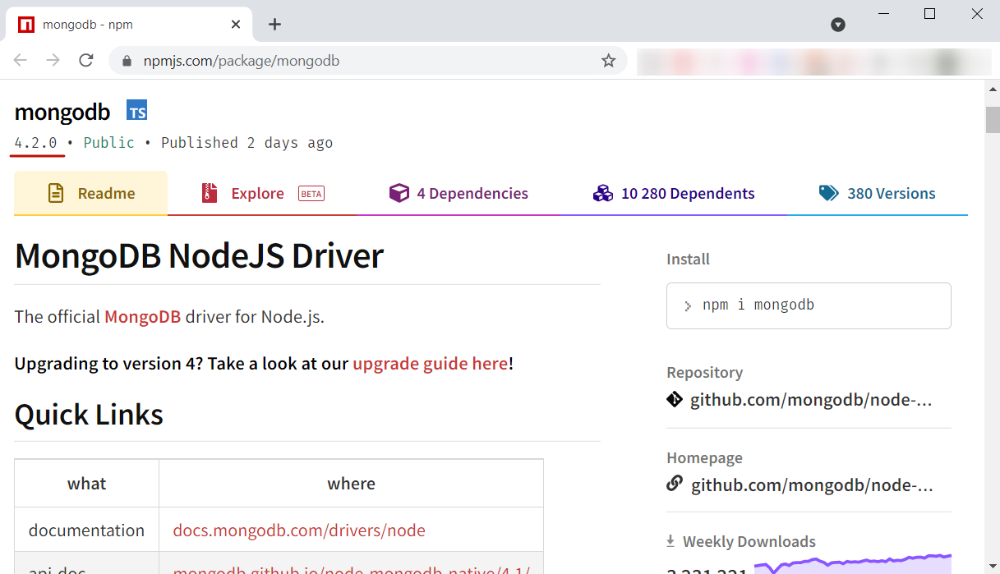 mongodb - npm
npmjs.com/package/mongodb
mongodb TS
4.2.0 • Public • Published 2 days ago
Readme Explore BETA 4 Dependencies 10 280 Dependents 380 Versions
MongoDB NodeJS Driver
The official MongoDB driver for Node.js.
Upgrading to version 4? Take a look at our upgrade guide here!
Quick Links
what where
documentation docs.mongodb.com/drivers/node
api-doc mongodb.github.io/node-mongodb-native/4.1/
Install
npm i mongodb
Repository
github.com/mongodb/node-...
Homepage
github.com/mongodb/node-...
Weekly Downloads